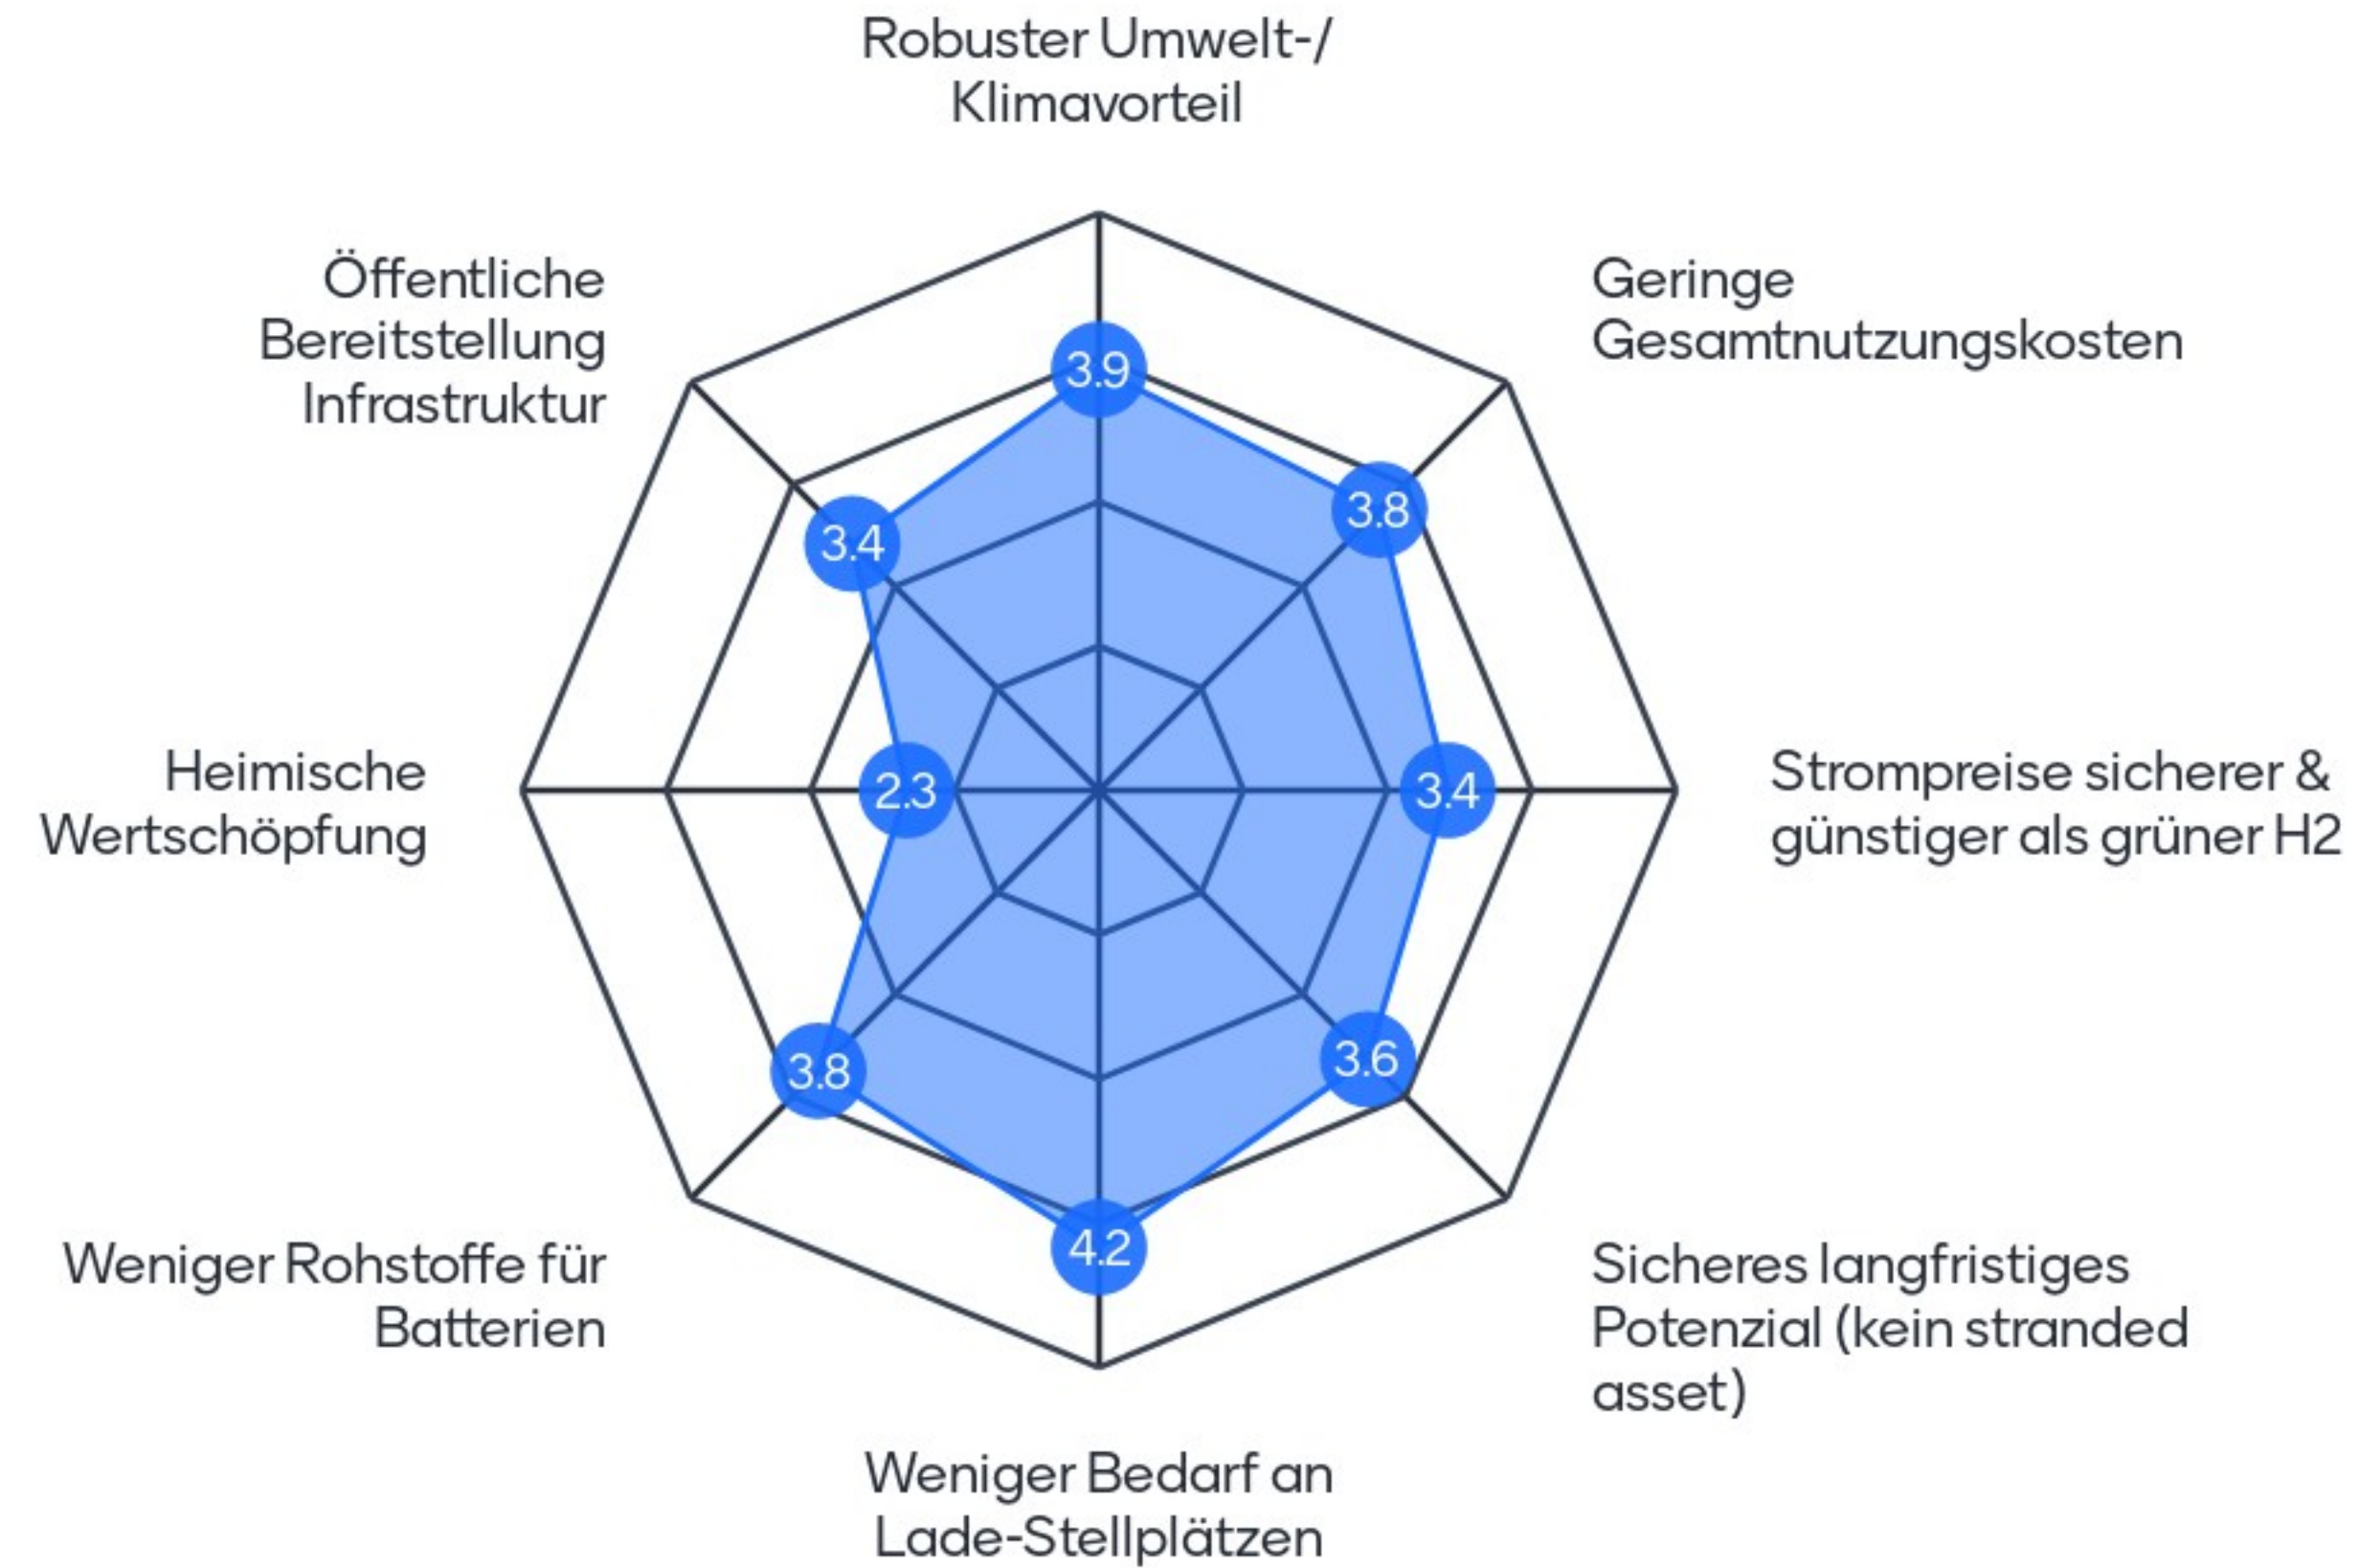 Robuster Umwelt-/
Klimavorteil
Geringe
Gesamtnutzungskosten
Strompreise sicherer &
günstiger als grüner H2
Sicheres langfristiges
Potenzial (kein stranded
asset)
Weniger Bedarf an
Lade-Stellplätzen
Weniger Rohstoffe für
Batterien
Heimische
Wertschöpfung
Öffentliche
Bereitstellung
Infrastruktur
3.9
3.8
3.4
3.6
4.2
3.8
2.3
3.4